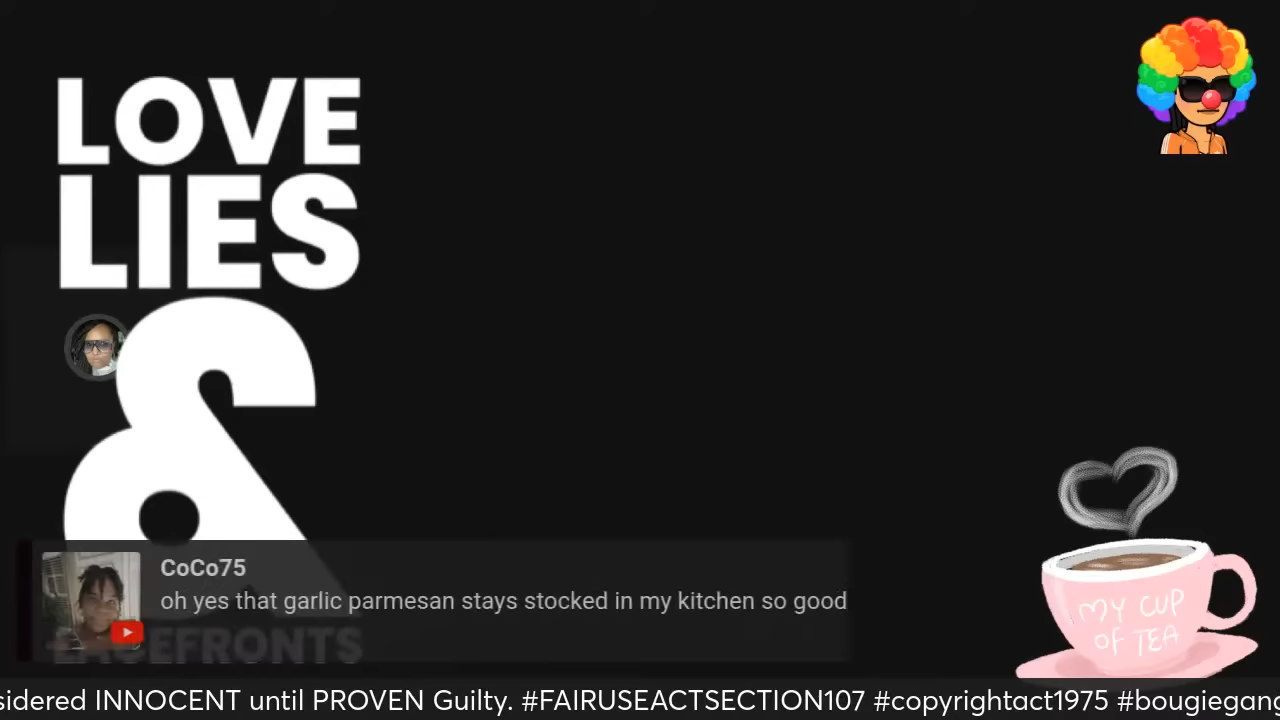 LOVE
LIES
&
LACEFRONTS
CoCo75
oh yes that garlic parmesan stays stocked in my kitchen so good
MY CUP
OF TEA
sidered INNOCENT until PROVEN Guilty. #FAIRUSEACTSECTION107 #copyrightact1975 #bougiegang